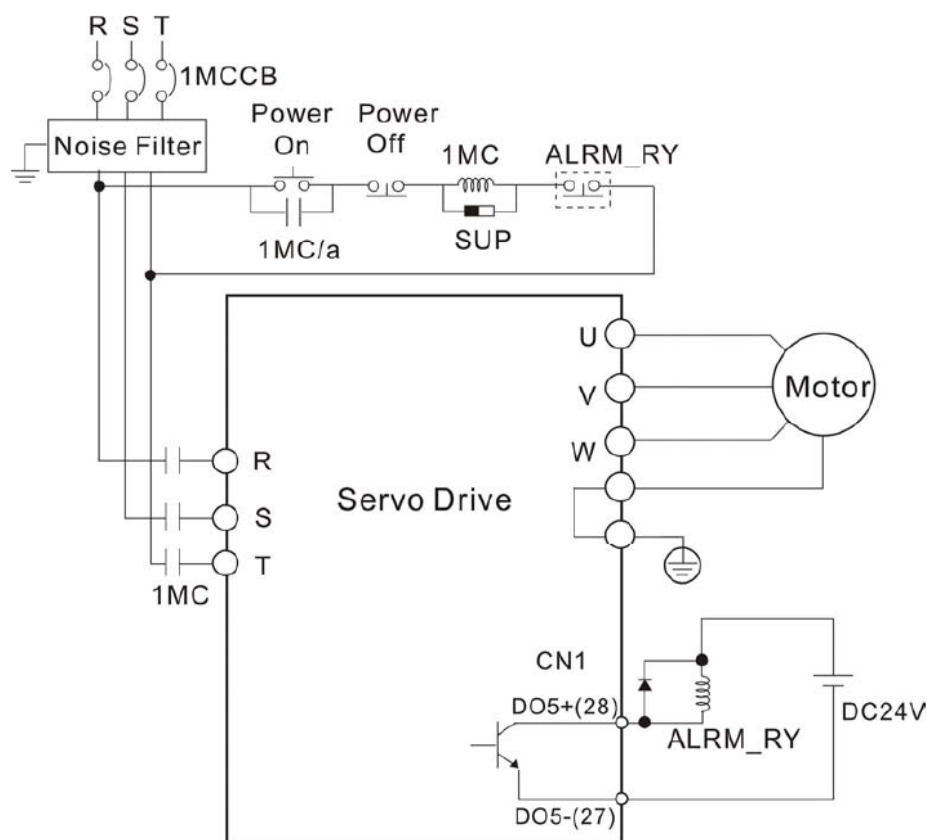 R S T
1MCCB
Noise Filter
Power
On
Power
Off
1MC
ALRM_RY
1MC/a
SUP
U
V
W
Motor
R
S
T
1MC
Servo Drive
CN1
DO5+(28)
ALRM_RY
DC24V
DO5-(27)